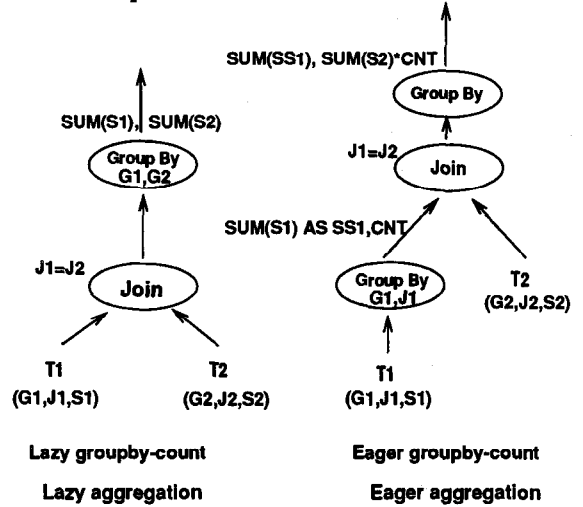 SUM(S1), SUM(S2)
Group By
G1,G2
J1=J2
Join
T1
(G1,J1,S1)
T2
(G2,J2,S2)
Lazy groupby-count
Lazy aggregation
SUM(SS1), SUM(S2)*CNT
Group By
J1=J2
Join
SUM(S1) AS SS1,CNT
Group By
G1,J1
T2
(G2,J2,S2)
T1
(G1,J1,S1)
Eager groupby-count
Eager aggregation